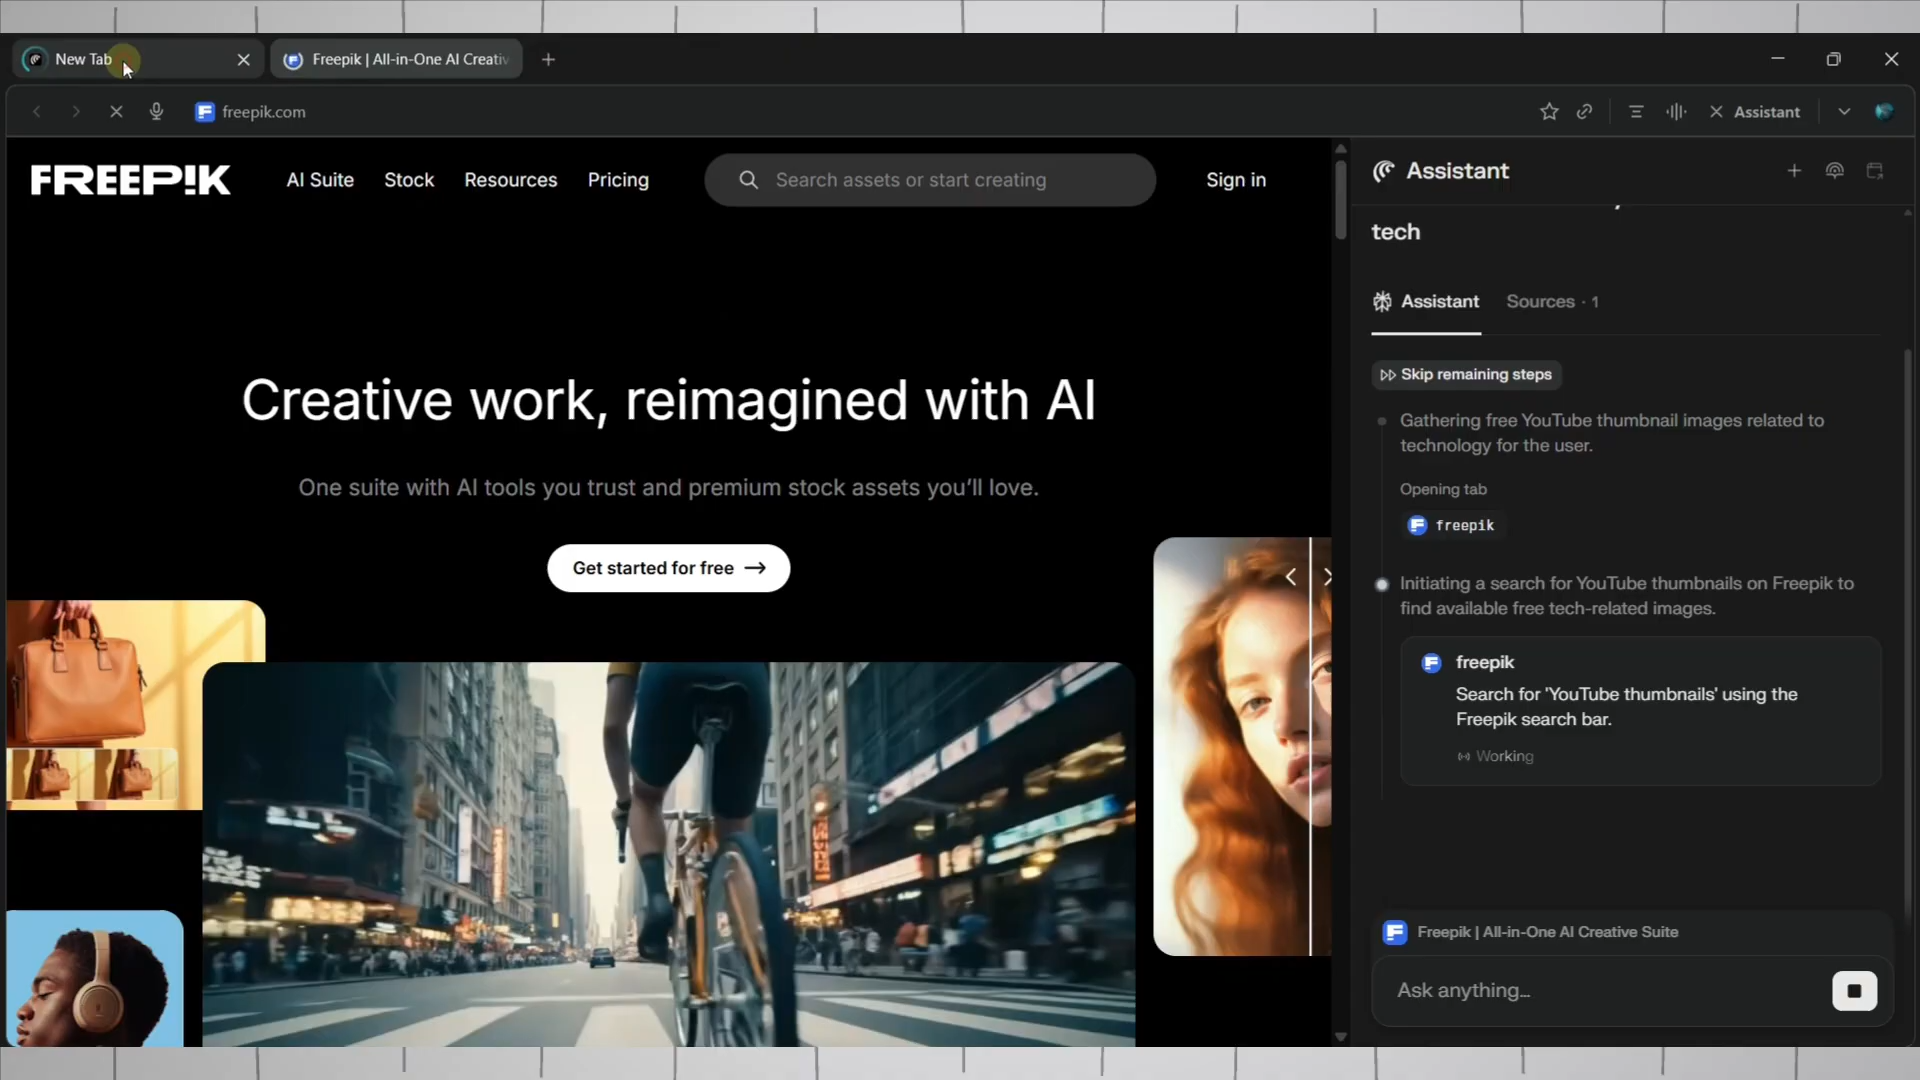 New Tab
Freepik | All-in-One AI Creativ
freepik.com
Assistant
FREEP!K
AI Suite
Stock
Resources
Pricing
Search assets or start creating
Sign in
Creative work, reimagined with AI
One suite with AI tools you trust and premium stock assets you'll love.
Get started for free
Assistant
tech
Assistant
Sources · 1
Skip remaining steps
Gathering free YouTube thumbnail images related to
technology for the user.
Opening tab
freepik
Initiating a search for YouTube thumbnails on Freepik to
find available free tech-related images.
freepik
Search for 'YouTube thumbnails' using the
Freepik search bar.
Working
Freepik | All-in-One AI Creative Suite
Ask anything...